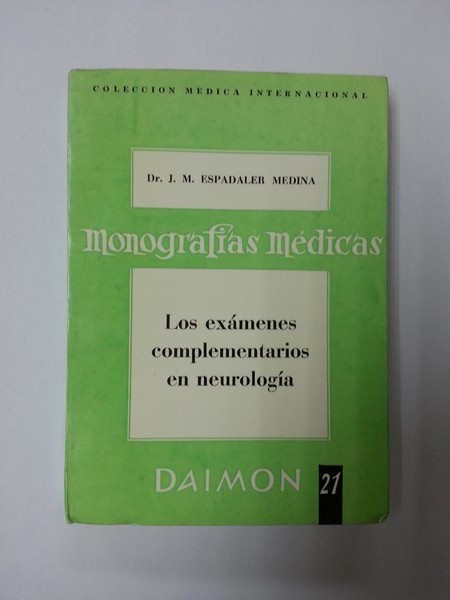 COLECCION MEDICA INTERNACIONAL
Dr. J. M. ESPADALER MEDINA
Monografías Médicas
Los exámenes
complementarios
en neurología
DAIMON 21